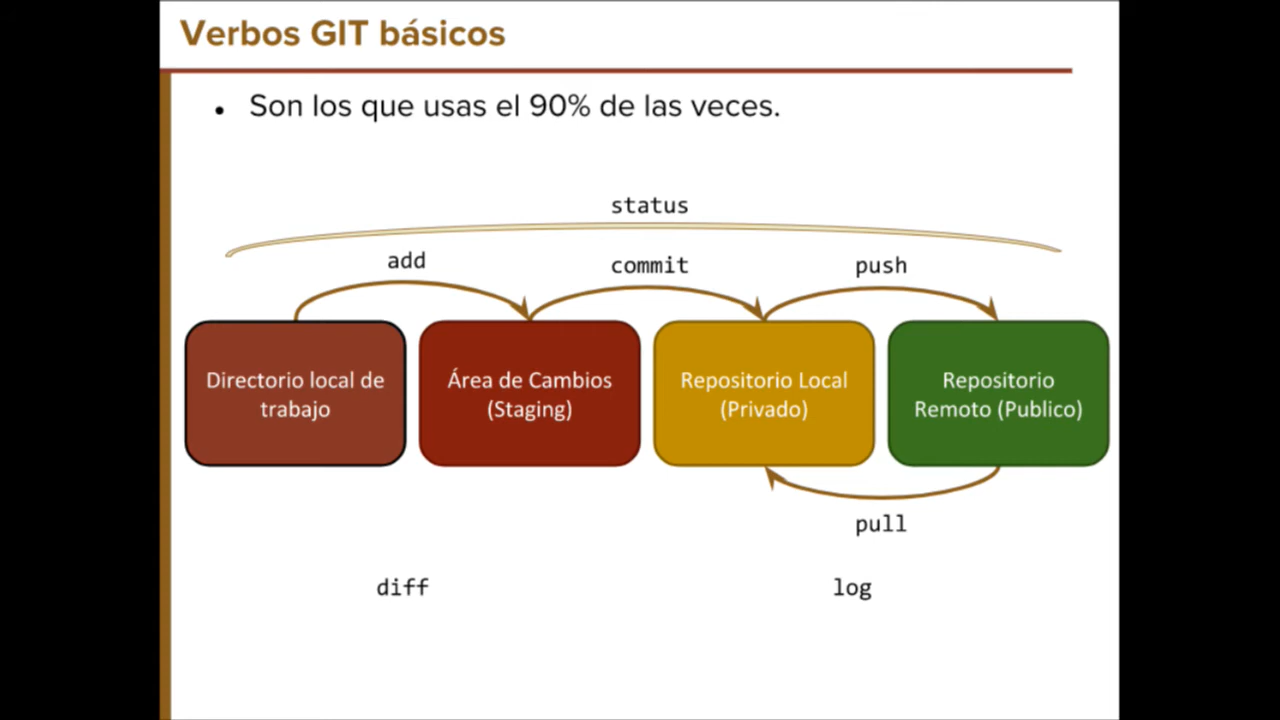 Verbos GIT básicos
• Son los que usas el 90% de las veces.
status
add
commit
push
Directorio local de
trabajo
Área de Cambios
(Staging)
Repositorio Local
(Privado)
Repositorio
Remoto (Publico)
pull
diff
log